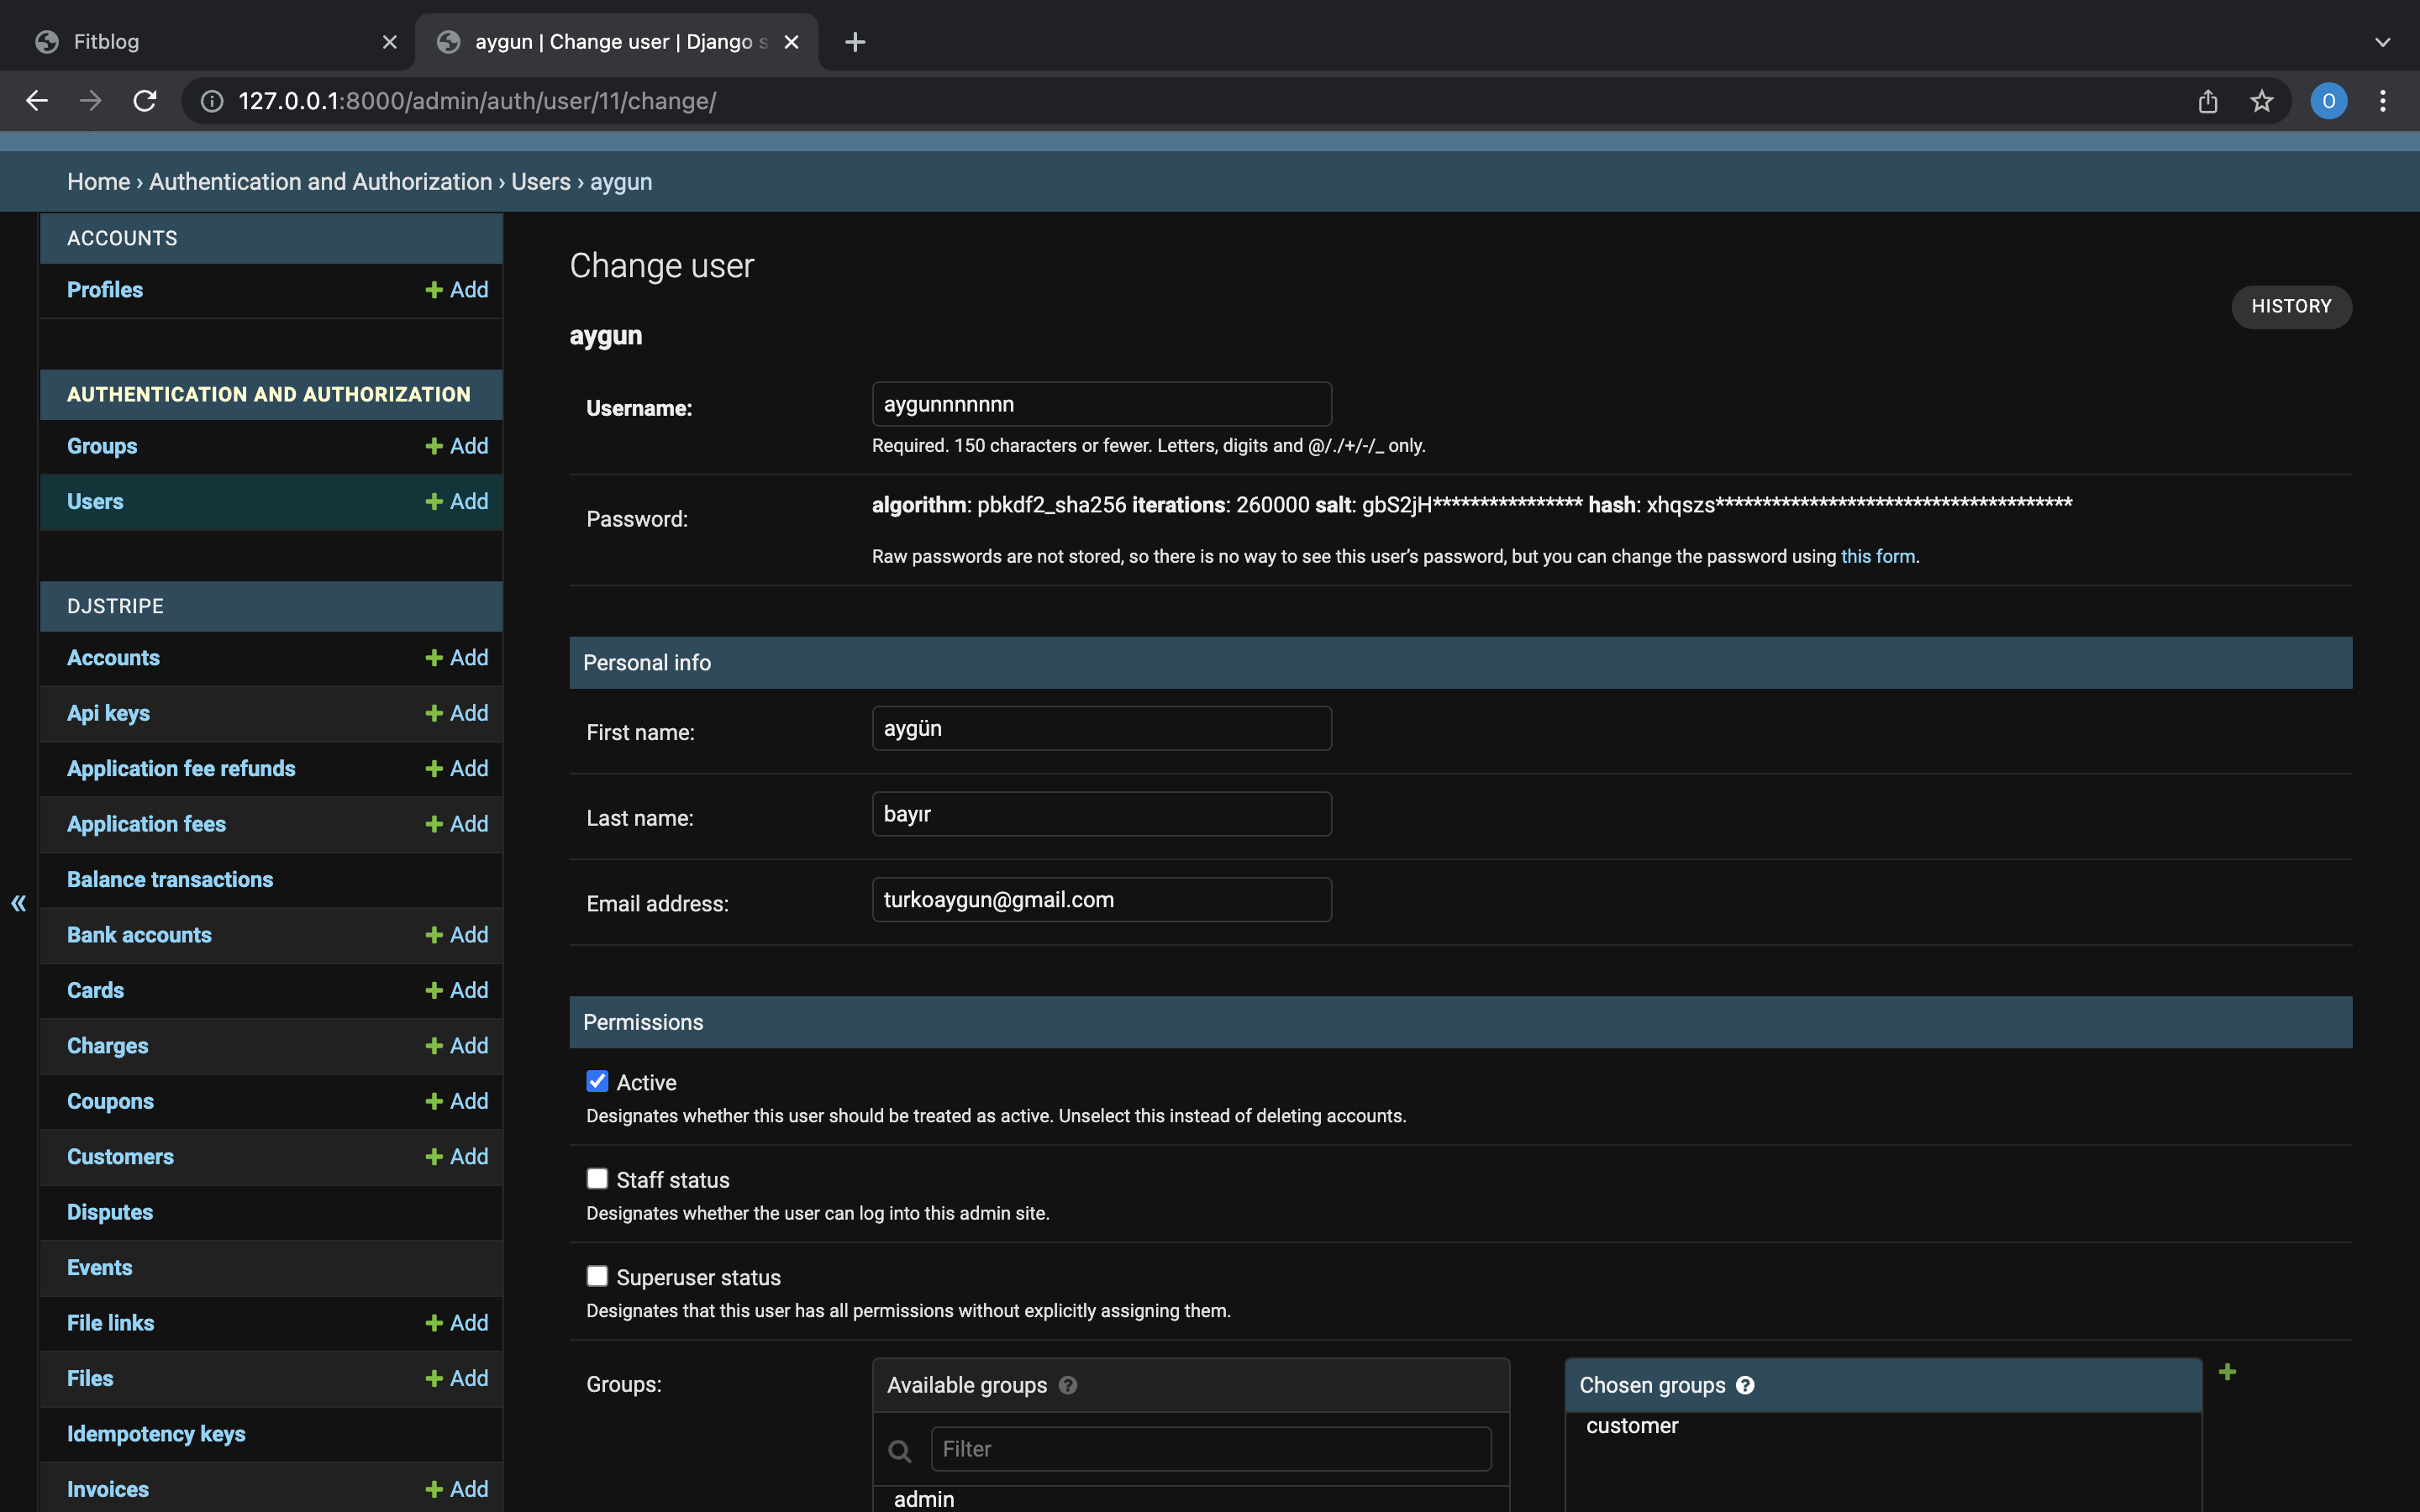 Fitblog
aygun | Change user | Django s
127.0.0.1:8000/admin/auth/user/11/change/
O
Home › Authentication and Authorization › Users › aygun
ACCOUNTS
Profiles + Add
AUTHENTICATION AND AUTHORIZATION
Groups + Add
Users + Add
DJSTRIPE
Accounts + Add
Api keys + Add
Application fee refunds + Add
Application fees + Add
Balance transactions
Bank accounts + Add
Cards + Add
Charges + Add
Coupons + Add
Customers + Add
Disputes
Events
File links + Add
Files + Add
Idempotency keys
Invoices + Add
«
Change user
HISTORY
aygun
Username: aygunnnnnnn
Required. 150 characters or fewer. Letters, digits and @/./+/-/_ only.
Password: algorithm: pbkdf2_sha256 iterations: 260000 salt: gbS2jH**************** hash: xhqszs**************************************
Raw passwords are not stored, so there is no way to see this user’s password, but you can change the password using this form.
Personal info
First name: aygün
Last name: bayır
Email address: turkoaygun@gmail.com
Permissions
Active
Designates whether this user should be treated as active. Unselect this instead of deleting accounts.
Staff status
Designates whether the user can log into this admin site.
Superuser status
Designates that this user has all permissions without explicitly assigning them.
Groups:
Available groups ?
Filter
admin
Chosen groups ?
customer